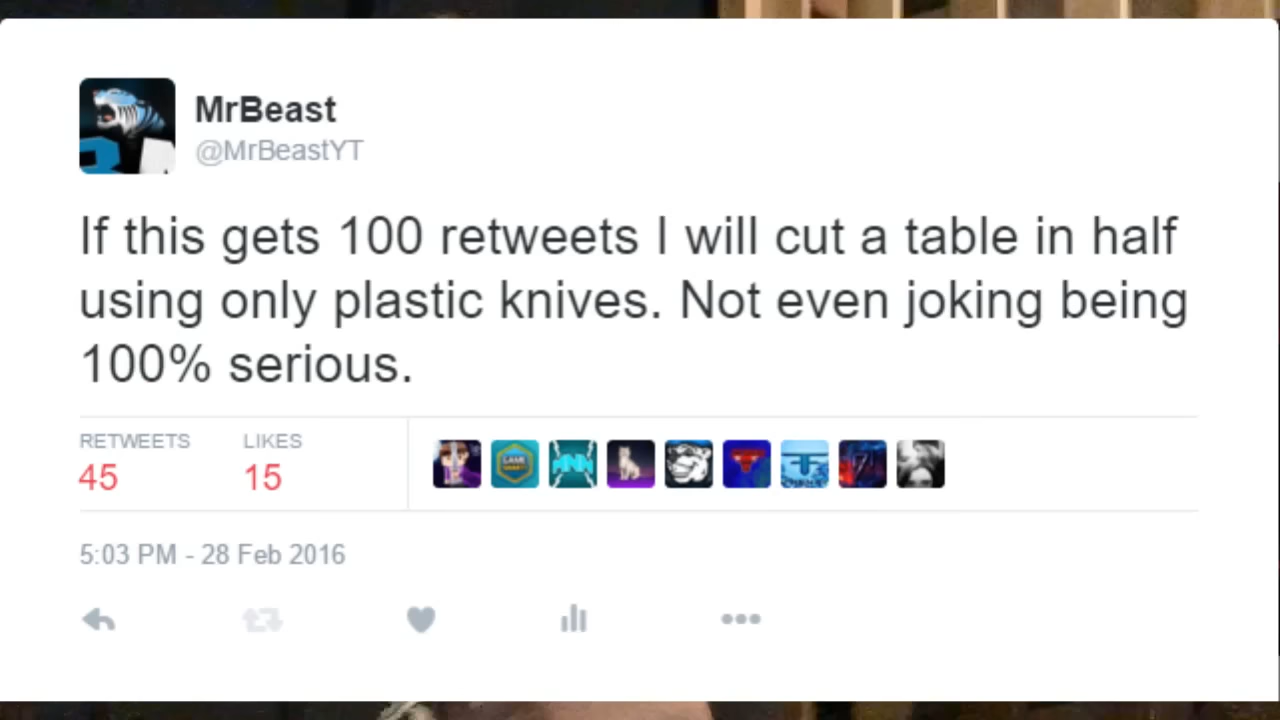 MrBeast
@MrBeastYT
If this gets 100 retweets I will cut a table in half
using only plastic knives. Not even joking being
100% serious.
RETWEETS LIKES
45 15
5:03 PM - 28 Feb 2016